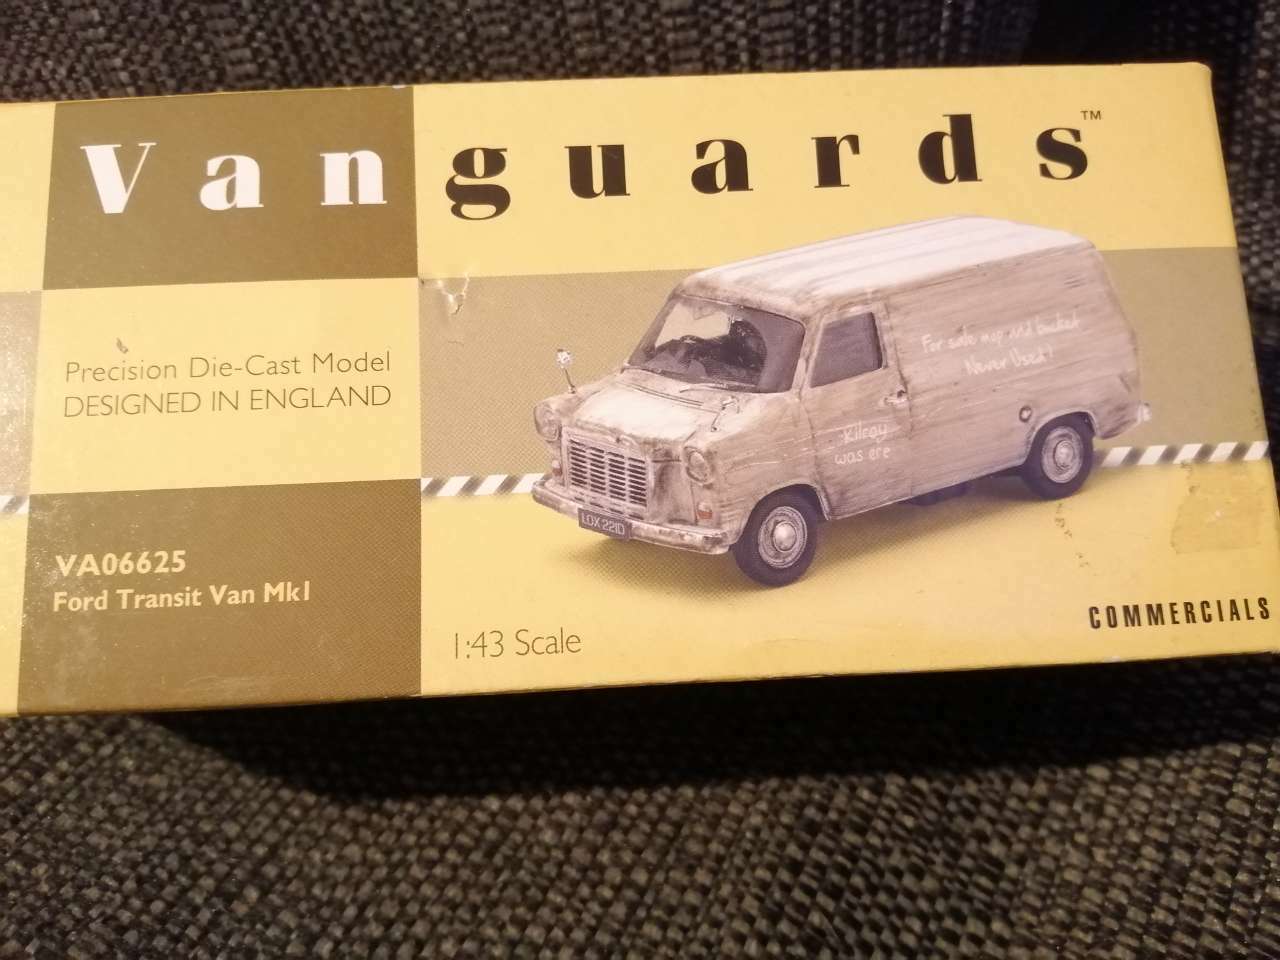 Vanguards™
Precision Die-Cast Model
DESIGNED IN ENGLAND
For sale mop and bucket
Never Used!
Kilroy
was ere
LOX 221D
VA06625
Ford Transit Van Mk1
1:43 Scale
COMMERCIALS